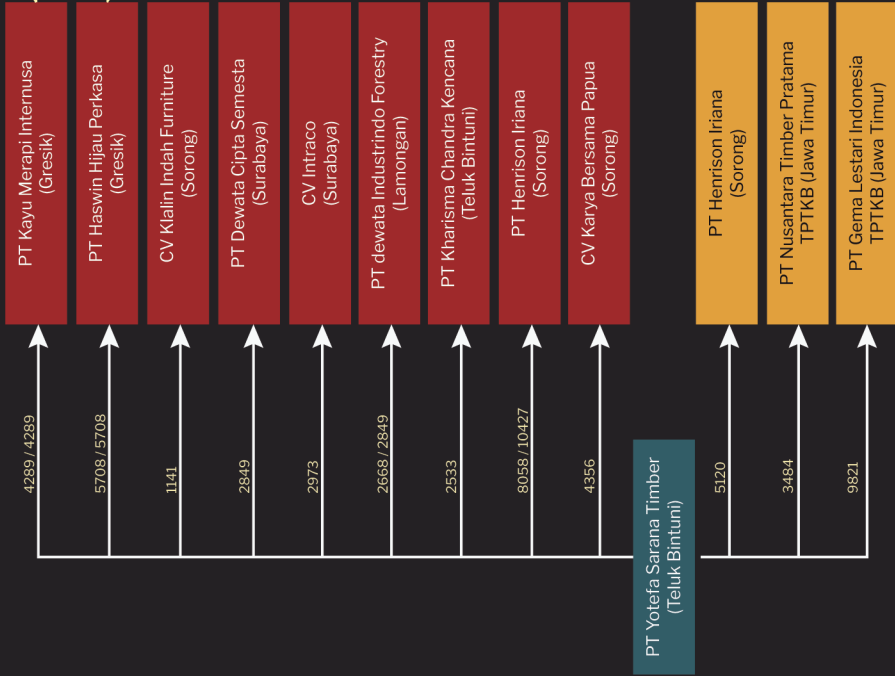 PT Kayu Merapi Internusa
(Gresik)
PT Haswin Hijau Perkasa
(Gresik)
CV Klalin Indah Furniture
(Sorong)
PT Dewata Cipta Semesta
(Surabaya)
CV Intraco
(Surabaya)
PT dewata Industrindo Forestry
(Lamongan)
PT Kharisma Chandra Kencana
(Teluk Bintuni)
PT Henrison Iriana
(Sorong)
CV Karya Bersama Papua
(Sorong)
PT Henrison Iriana
(Sorong)
PT Nusantara Timber Pratama
TPTKB (Jawa Timur)
PT Gema Lestari Indonesia
TPTKB (Jawa Timur)
4289 / 4289
5708 / 5708
1141
2849
2973
2668 / 2849
2533
8058 / 10427
4356
5120
3484
9821
PT Yotefa Sarana Timber
(Teluk Bintuni)